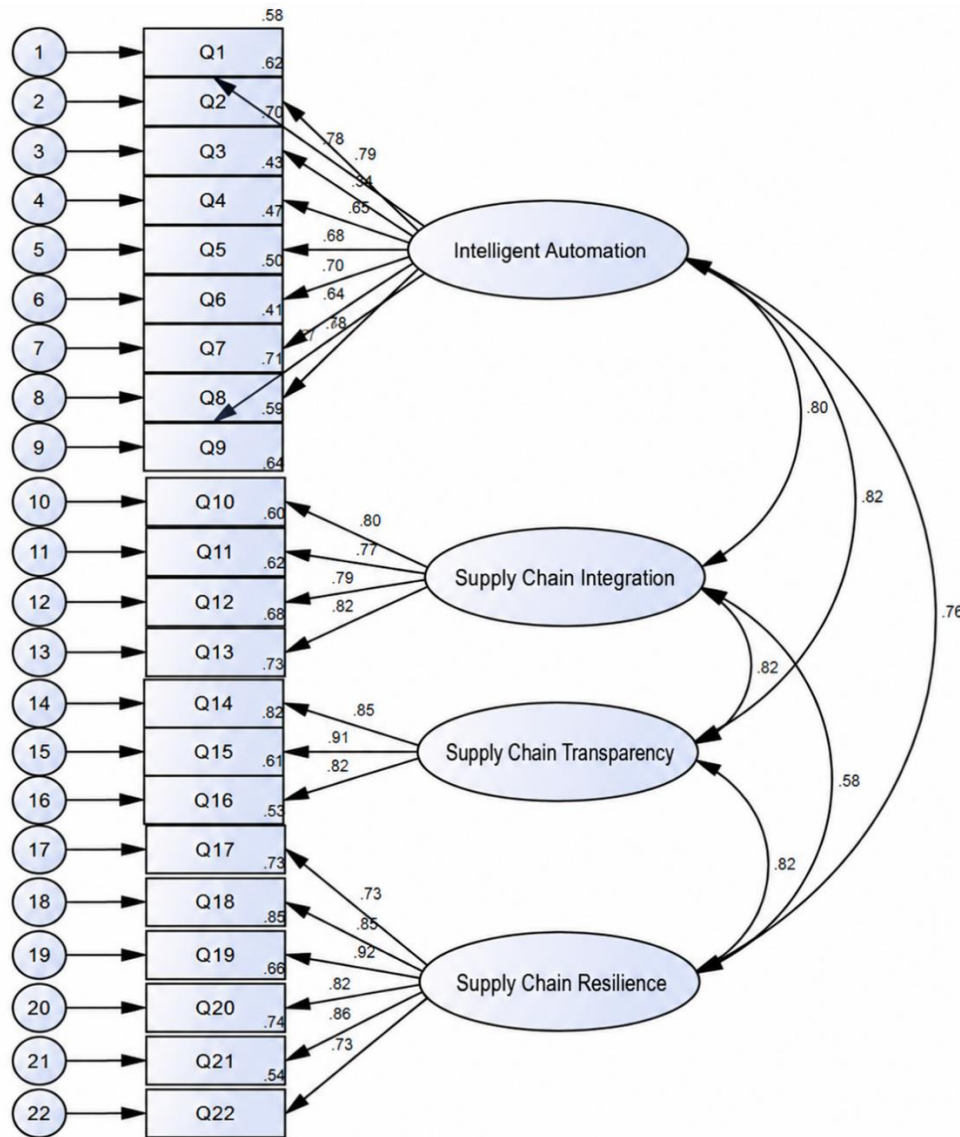 .58
1 Q1
.62
2 Q2
.70
.78
.79
3 Q3
.43
.34
4 Q4
.47
.65
5 Q5
.68
Intelligent Automation
.50
.70
6 Q6
.41
.64
7 Q7
.78
.71
8 Q8
.59
.80
9 Q9
.64
.82
10 Q10
.60
.80
11 Q11
.62
.77
Supply Chain Integration
12 Q12
.68
.79
.82
.76
13 Q13
.73
.82
14 Q14
.82
.85
15 Q15
.61
.91
Supply Chain Transparency
16 Q16
.53
.82
.58
17 Q17
.73
.82
18 Q18
.85
.73
.85
19 Q19
.66
.92
Supply Chain Resilience
20 Q20
.74
.82
21 Q21
.54
.86
.73
22 Q22